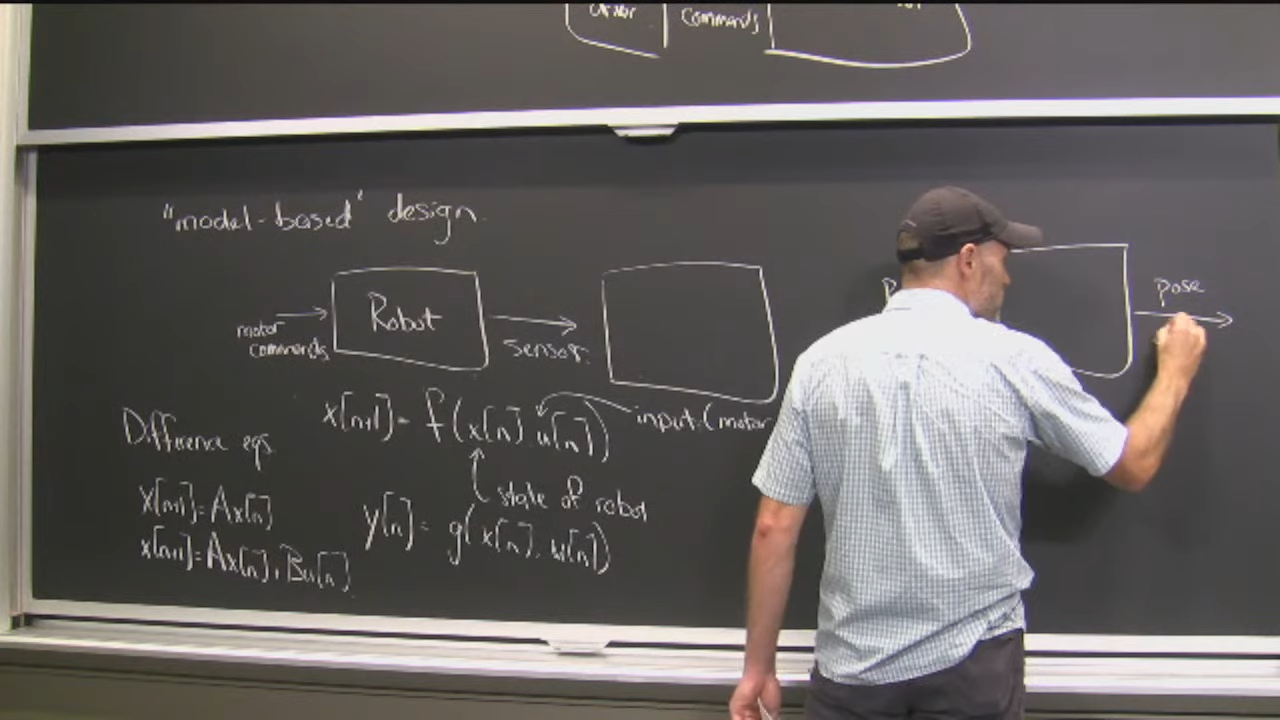 commands
"model-based" design.
Robot
motor
commands
sensor
pose
Difference eqs
x[n+1] = f(x[n], u[n])
input (motor
state of robot
x[n+1] = Ax[n]
x[n+1] = Ax[n] + Bu[n]
y[n] = g(x[n], u[n])